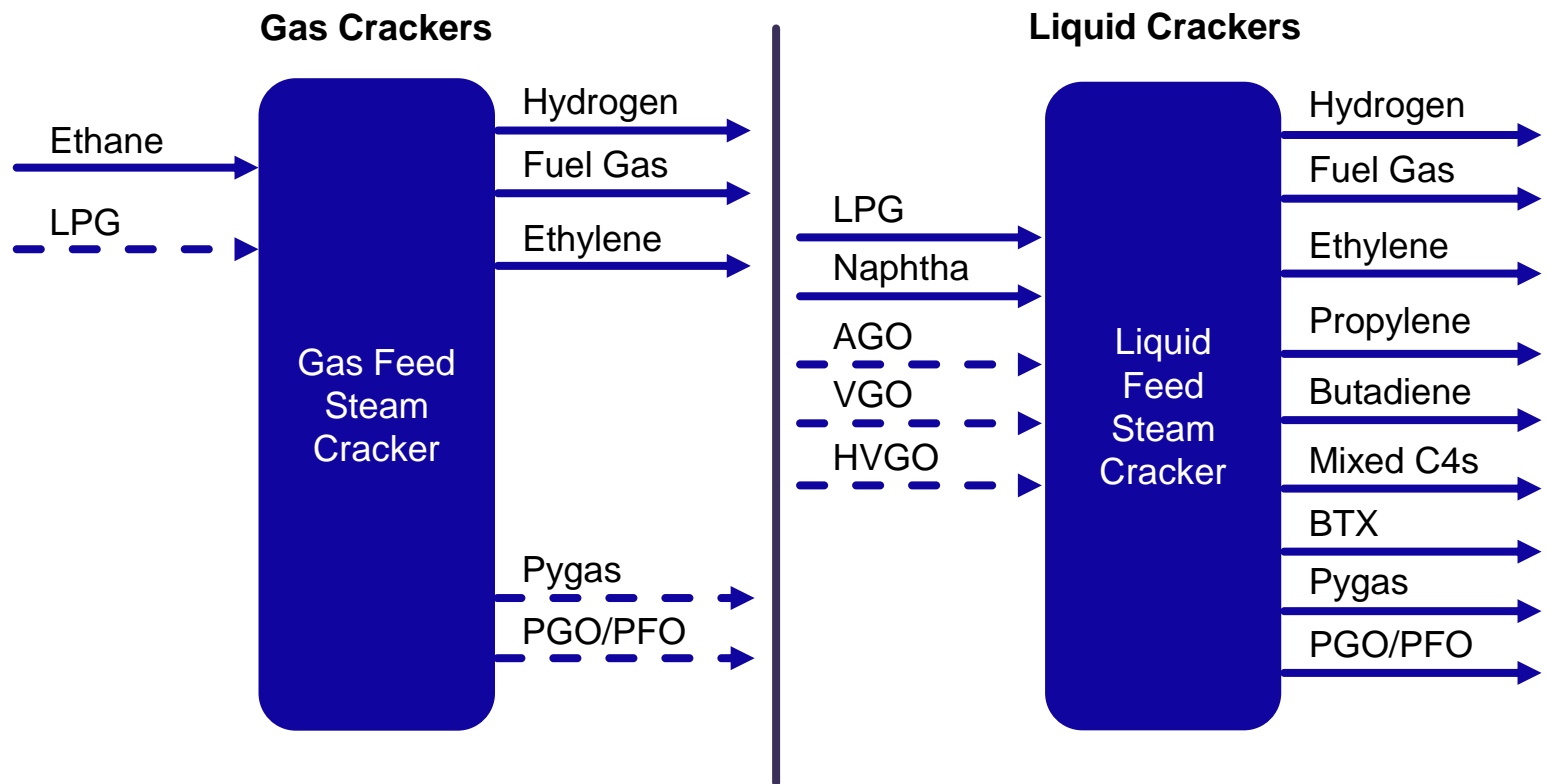 Gas Crackers
Ethane
LPG
Gas Feed
Steam
Cracker
Hydrogen
Fuel Gas
Ethylene
Pygas
PGO/PFO
Liquid Crackers
LPG
Naphtha
AGO
VGO
HVGO
Liquid
Feed
Steam
Cracker
Hydrogen
Fuel Gas
Ethylene
Propylene
Butadiene
Mixed C4s
BTX
Pygas
PGO/PFO